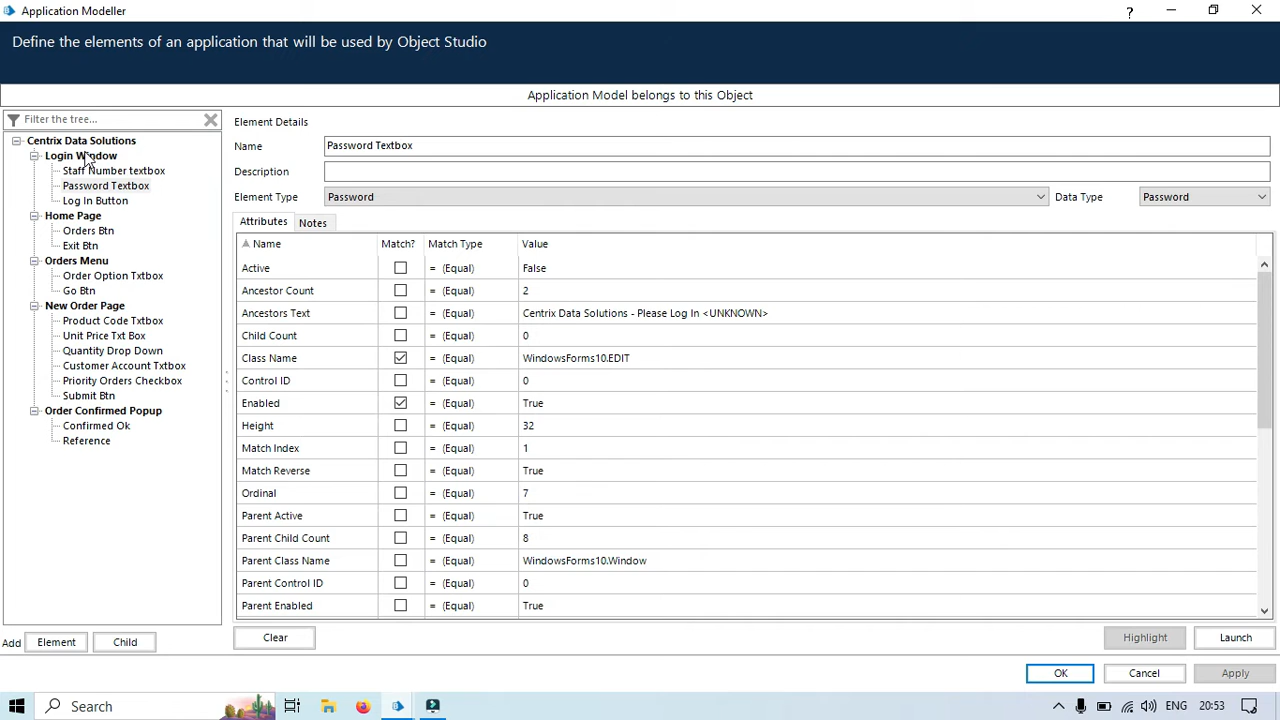 Application Modeller
?
Define the elements of an application that will be used by Object Studio
Application Model belongs to this Object
Filter the tree...
Centrix Data Solutions
Login Window
Staff Number textbox
Password Textbox
Log In Button
Home Page
Orders Btn
Exit Btn
Orders Menu
Order Option Txtbox
Go Btn
New Order Page
Product Code Txtbox
Unit Price Txt Box
Quantity Drop Down
Customer Account Txtbox
Priority Orders Checkbox
Submit Btn
Order Confirmed Popup
Confirmed Ok
Reference
Add Element Child
Element Details
Name Password Textbox
Description
Element Type Password Data Type Password
Attributes Notes
Name Match? Match Type Value
Active = (Equal) False
Ancestor Count = (Equal) 2
Ancestors Text = (Equal) Centrix Data Solutions - Please Log In <UNKNOWN>
Child Count = (Equal) 0
Class Name = (Equal) WindowsForms10.EDIT
Control ID = (Equal) 0
Enabled = (Equal) True
Height = (Equal) 32
Match Index = (Equal) 1
Match Reverse = (Equal) True
Ordinal = (Equal) 7
Parent Active = (Equal) True
Parent Child Count = (Equal) 8
Parent Class Name = (Equal) WindowsForms10.Window
Parent Control ID = (Equal) 0
Parent Enabled = (Equal) True
Clear Highlight Launch
OK Cancel Apply
Search ENG 20:53